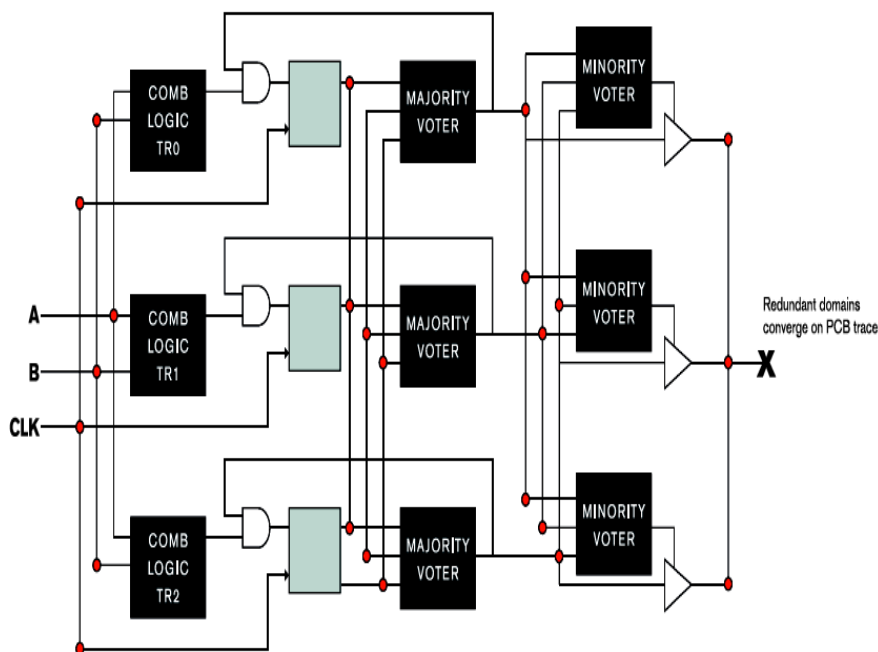 COMB
LOGIC
TR0
MAJORITY
VOTER
MINORITY
VOTER
A
B
CLK
COMB
LOGIC
TR1
MAJORITY
VOTER
MINORITY
VOTER
Redundant domains
converge on PCB trace
X
COMB
LOGIC
TR2
MAJORITY
VOTER
MINORITY
VOTER